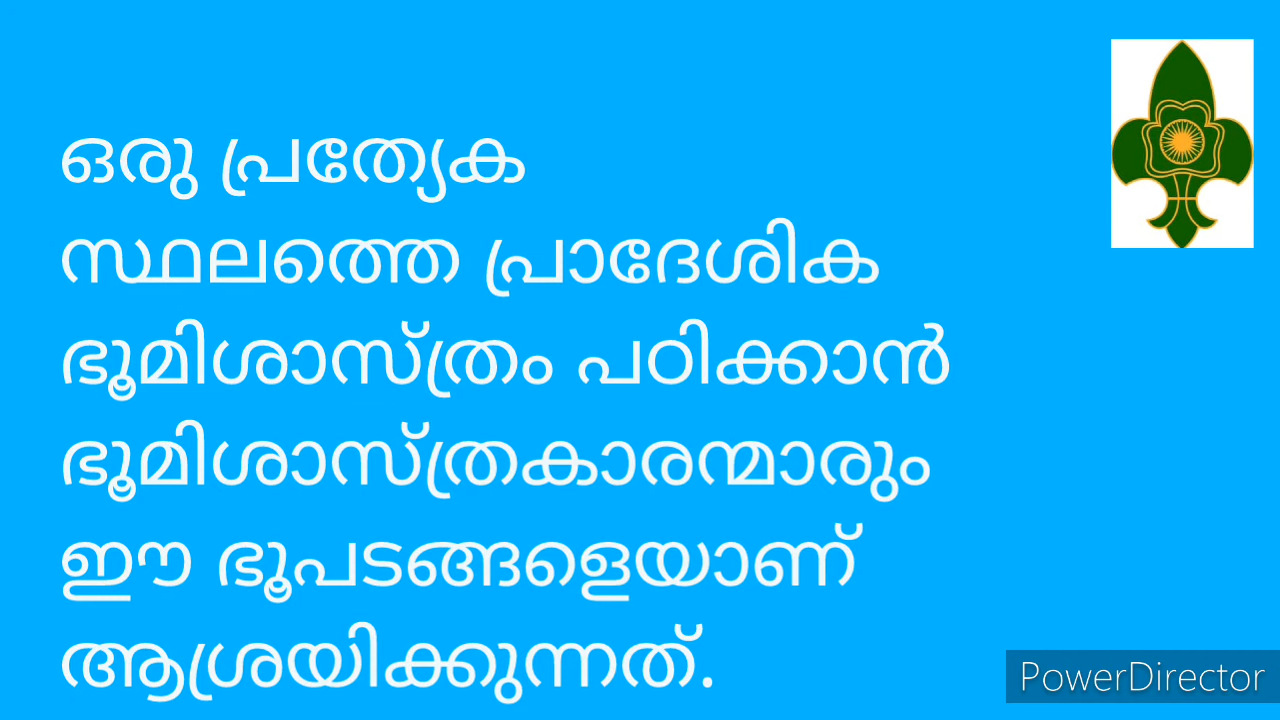 ഒരു പ്രത്യേക
സ്ഥലത്തെ പ്രാദേശിക
ഭൂമിശാസ്ത്രം പഠിക്കാൻ
ഭൂമിശാസ്ത്രകാരന്മാരും
ഈ ഭൂപടങ്ങളെയാണ്
ആശ്രയിക്കുന്നത്.
PowerDirector